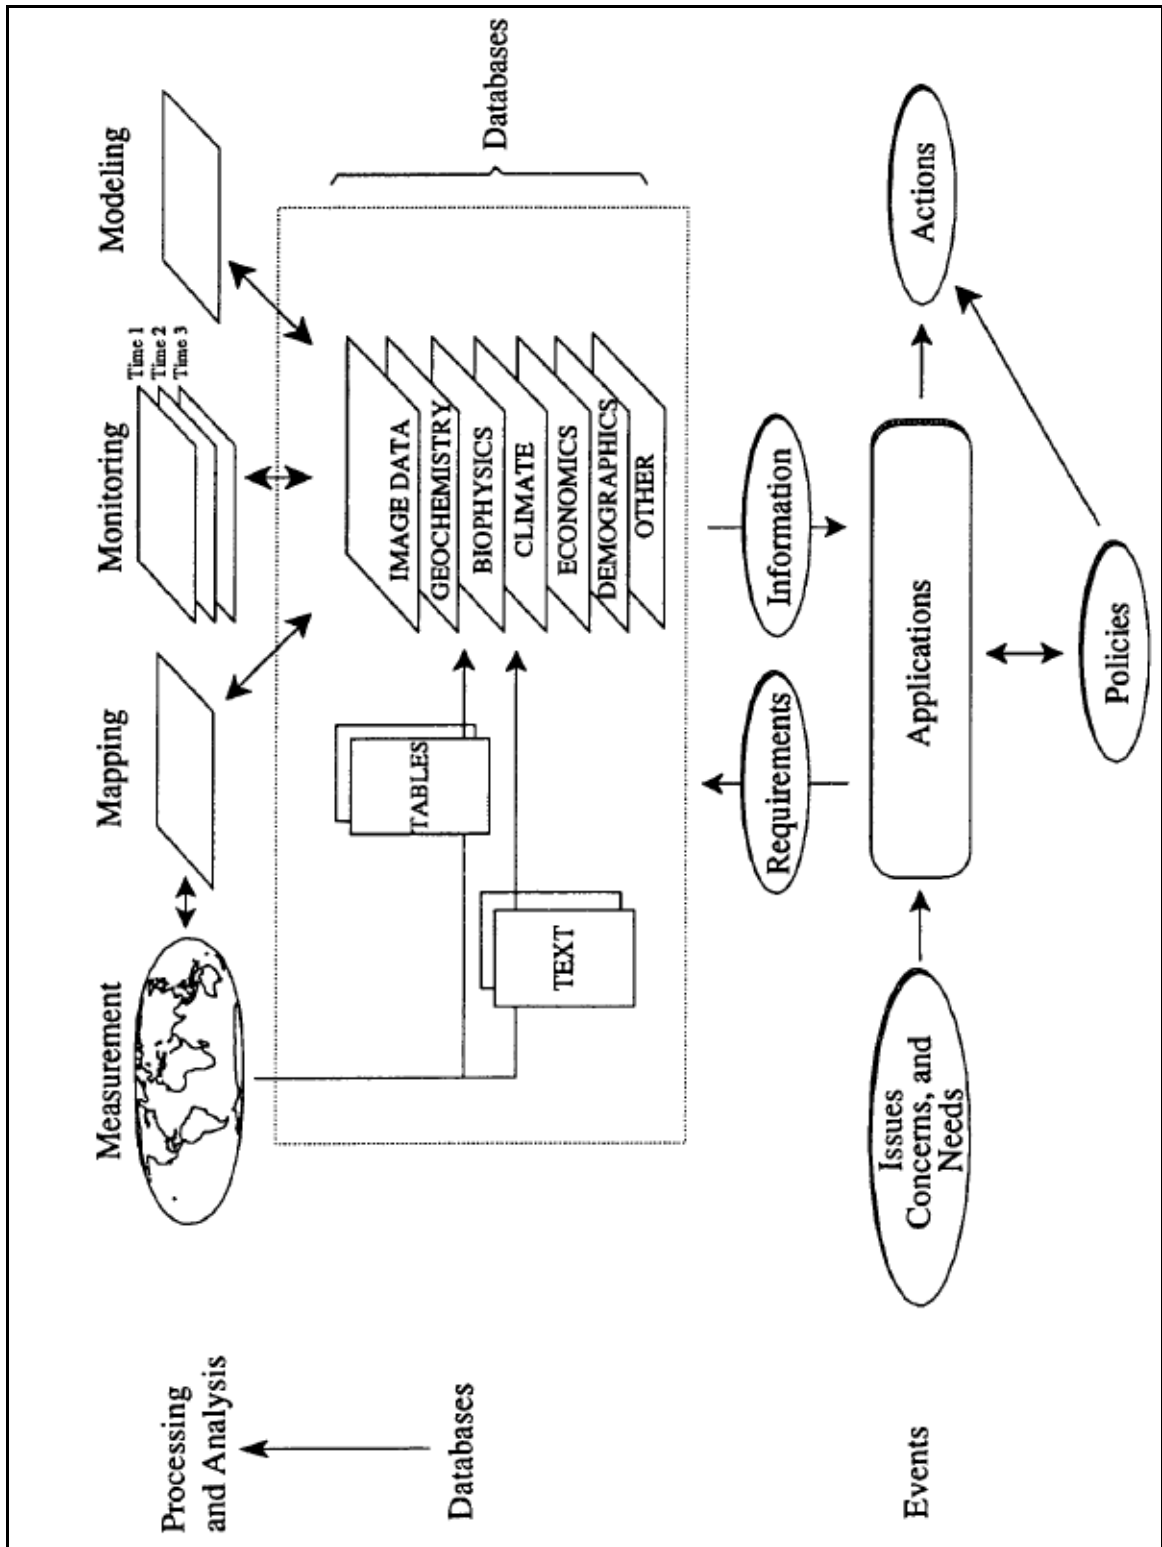 Processing
and Analysis
Measurement
Mapping
Monitoring
Modeling
Time 1
Time 2
Time 3
Databases
Databases
IMAGE DATA
GEOCHEMISTRY
BIOPHYSICS
CLIMATE
ECONOMICS
DEMOGRAPHICS
OTHER
TABLES
TEXT
Requirements
Information
Events
Issues
Concerns, and
Needs
Applications
Actions
Policies